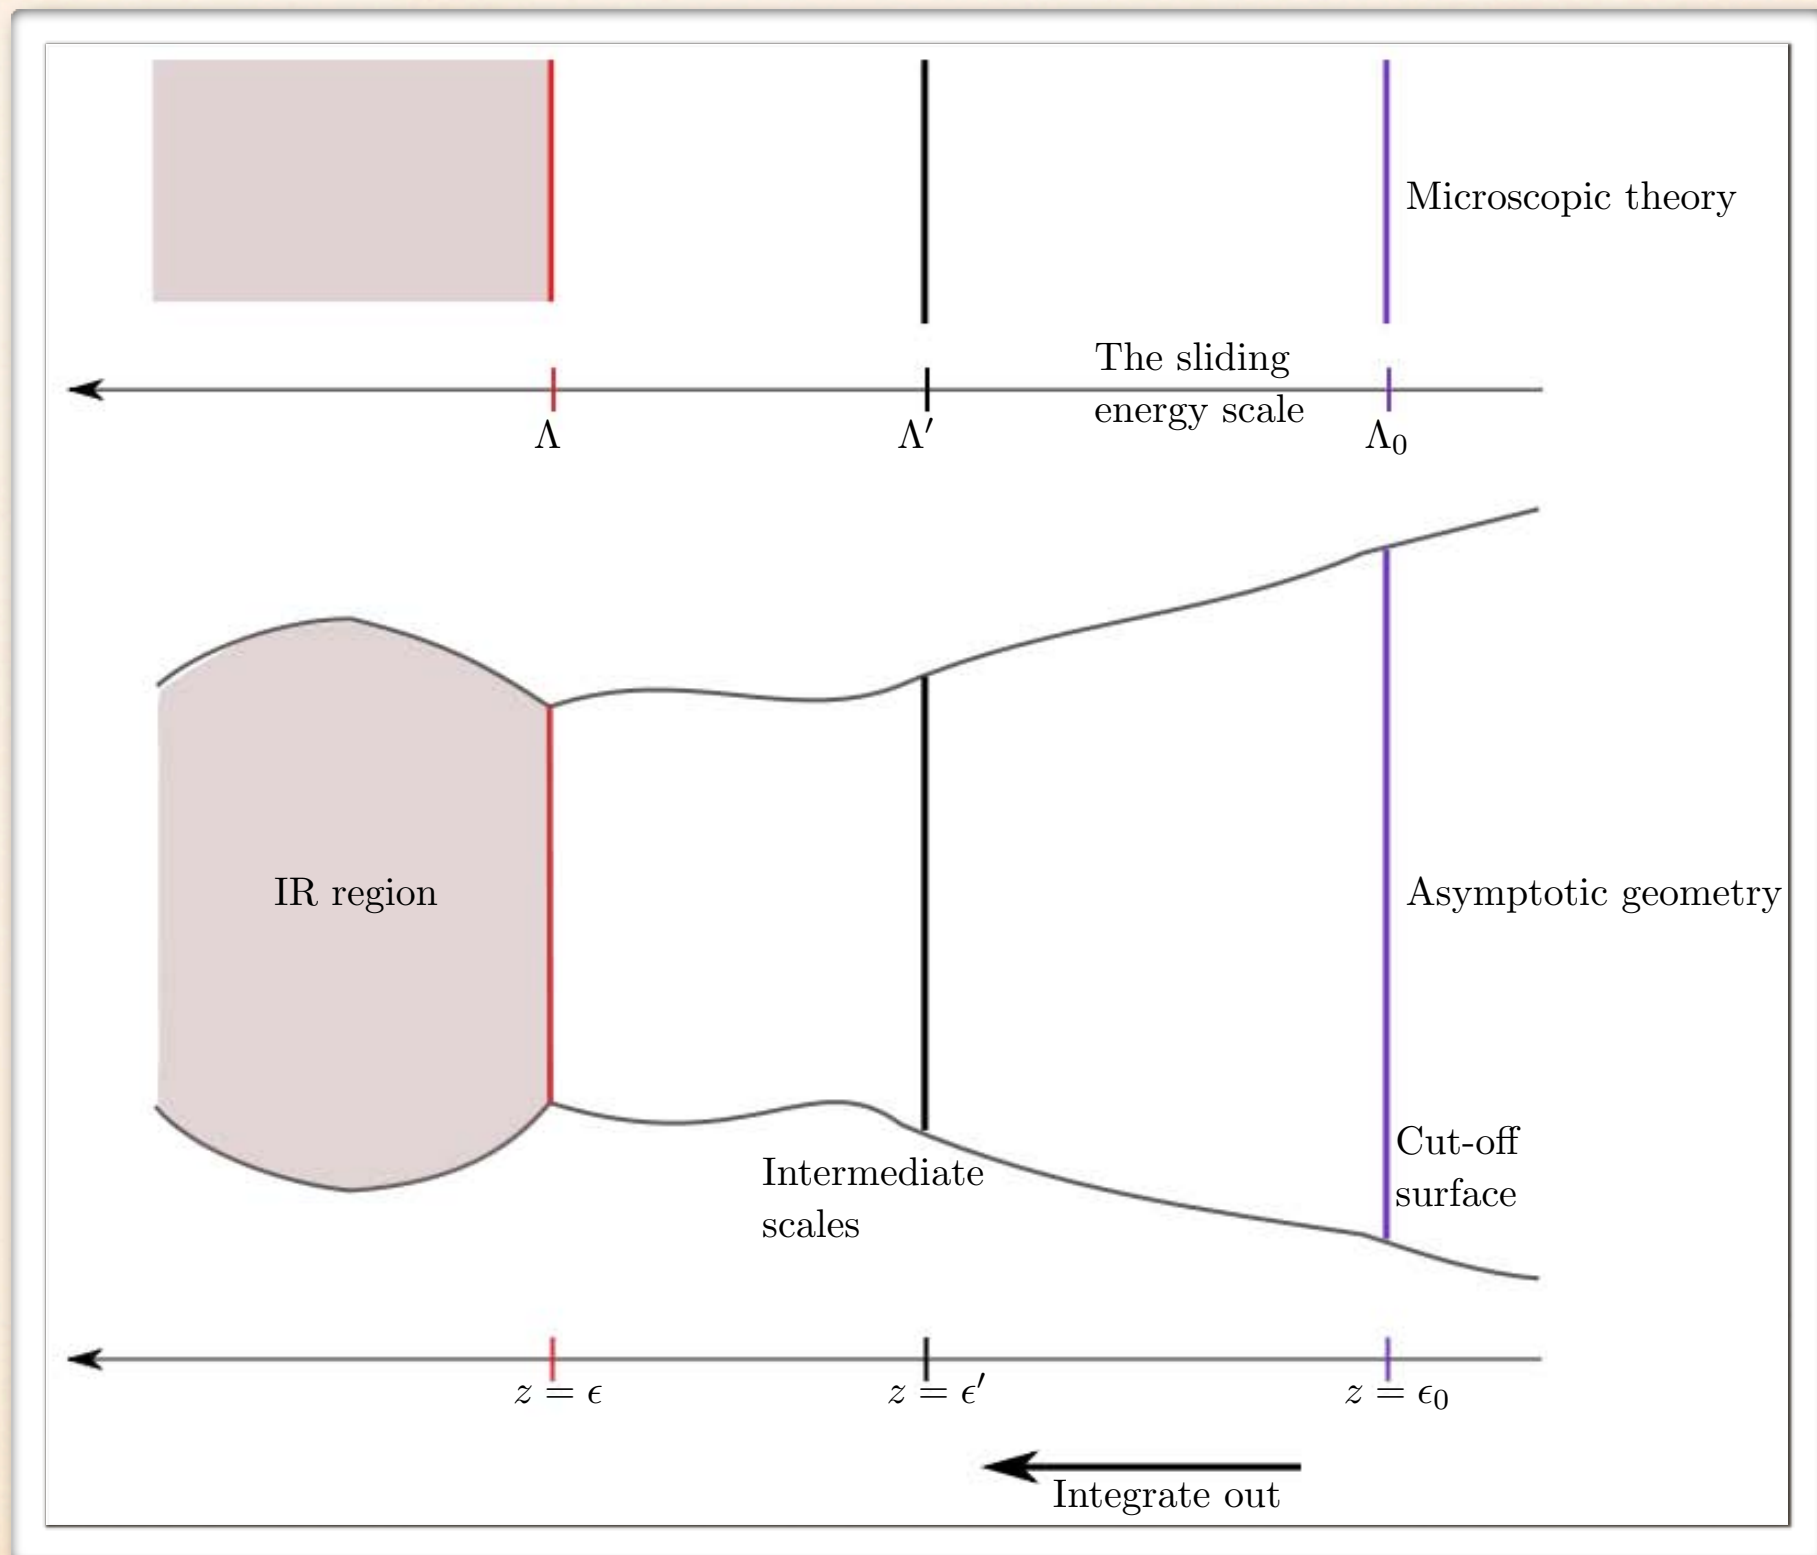 Microscopic theory
The sliding
energy scale
Λ
Λ′
Λ₀
IR region
Asymptotic geometry
Cut-off
surface
Intermediate
scales
z = ϵ
z = ϵ′
z = ϵ₀
Integrate out